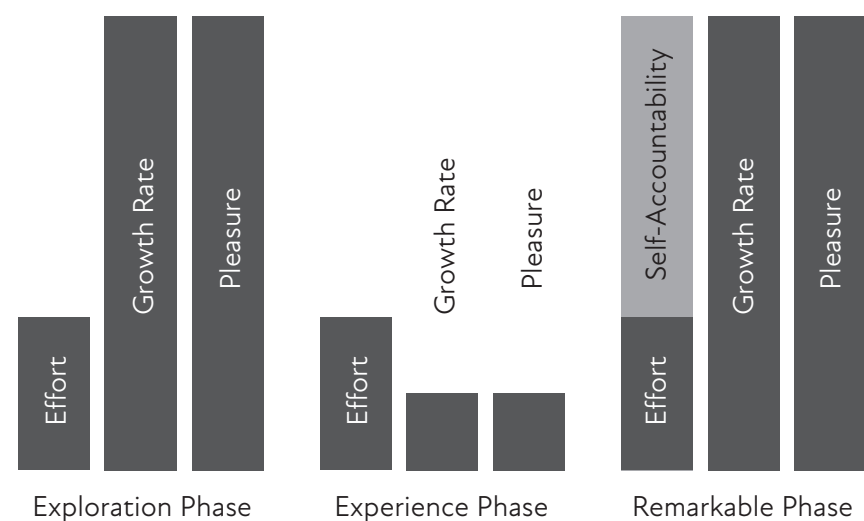 Effort
Growth Rate
Pleasure
Exploration Phase
Effort
Growth Rate
Pleasure
Experience Phase
Self-Accountability
Effort
Growth Rate
Pleasure
Remarkable Phase